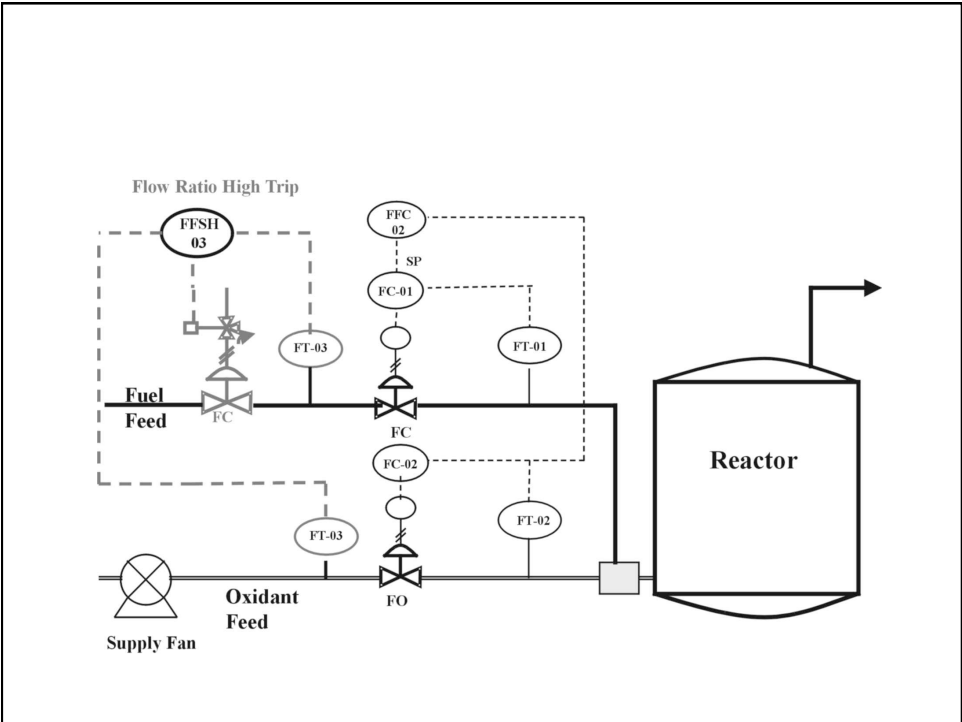 Flow Ratio High Trip
FFSH
03
FFC
02
SP
FC-01
FT-03
FT-01
Fuel
Feed
FC
FC
FC-02
Reactor
FT-03
FT-02
Oxidant
Feed
FO
Supply Fan